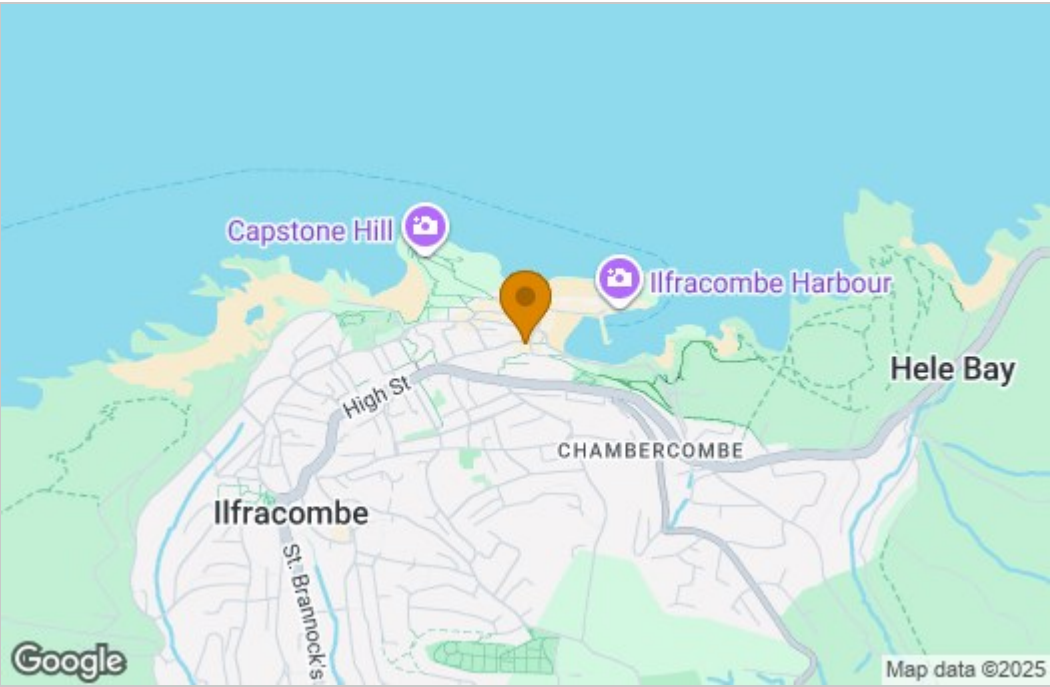 Capstone Hill
Ilfracombe Harbour
Hele Bay
High St
CHAMBERCOMBE
Ilfracombe
St. Brannock's
Google
Map data ©2025